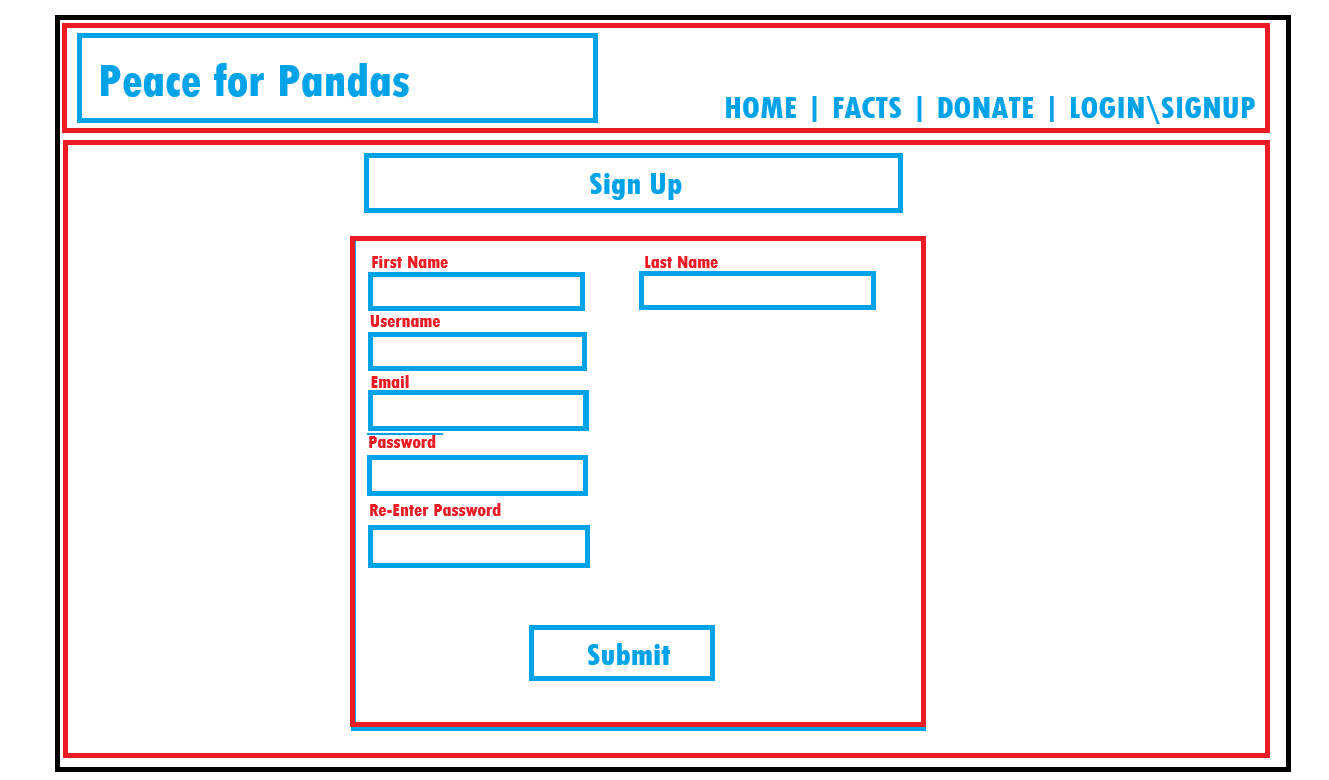 Peace for Pandas
HOME | FACTS | DONATE | LOGIN\SIGNUP
Sign Up
First Name Last Name
Username
Email
Password
Re-Enter Password
Submit